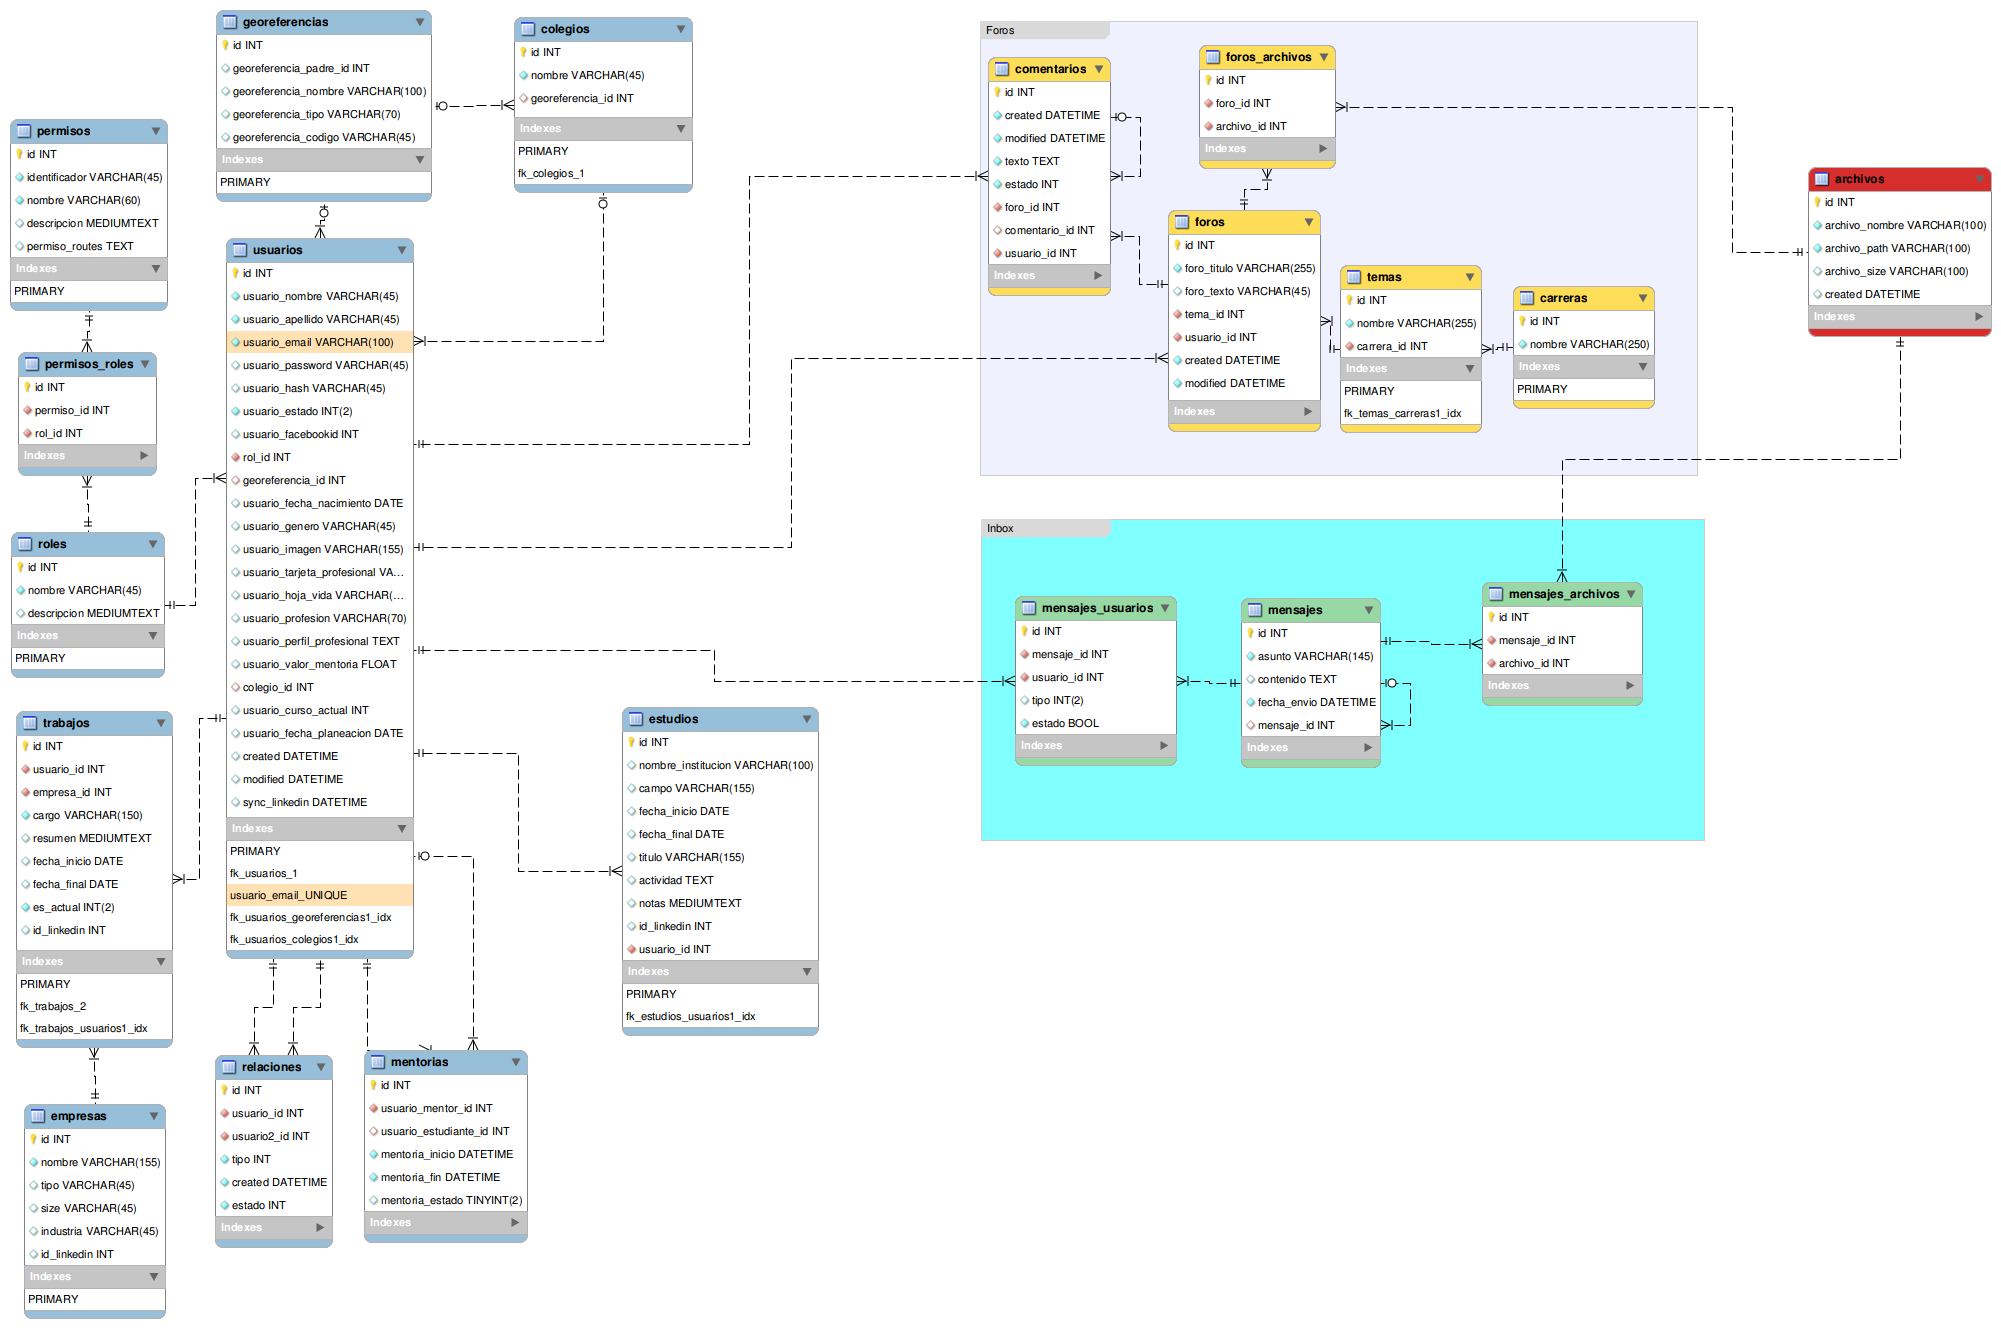 georeferencias
id INT
georeferencia_padre_id INT
georeferencia_nombre VARCHAR(100)
georeferencia_tipo VARCHAR(70)
georeferencia_codigo VARCHAR(45)
Indexes
PRIMARY
colegios
id INT
nombre VARCHAR(45)
georeferencia_id INT
Indexes
PRIMARY
fk_colegios_1
permisos
id INT
identificador VARCHAR(45)
nombre VARCHAR(60)
descripcion MEDIUMTEXT
permiso_routes TEXT
Indexes
PRIMARY
permisos_roles
id INT
permiso_id INT
rol_id INT
Indexes
roles
id INT
nombre VARCHAR(45)
descripcion MEDIUMTEXT
Indexes
PRIMARY
usuarios
id INT
usuario_nombre VARCHAR(45)
usuario_apellido VARCHAR(45)
usuario_email VARCHAR(100)
usuario_password VARCHAR(45)
usuario_hash VARCHAR(45)
usuario_estado INT(2)
usuario_facebookid INT
rol_id INT
georeferencia_id INT
usuario_fecha_nacimiento DATE
usuario_genero VARCHAR(45)
usuario_imagen VARCHAR(155)
usuario_tarjeta_profesional VA...
usuario_hoja_vida VARCHAR(...
usuario_profesion VARCHAR(70)
usuario_perfil_profesional TEXT
usuario_valor_mentoria FLOAT
colegio_id INT
usuario_curso_actual INT
usuario_fecha_planeacion DATE
created DATETIME
modified DATETIME
sync_linkedin DATETIME
Indexes
PRIMARY
fk_usuarios_1
usuario_email_UNIQUE
fk_usuarios_georeferencias1_idx
fk_usuarios_colegios1_idx
trabajos
id INT
usuario_id INT
empresa_id INT
cargo VARCHAR(150)
resumen MEDIUMTEXT
fecha_inicio DATE
fecha_final DATE
es_actual INT(2)
id_linkedin INT
Indexes
PRIMARY
fk_trabajos_2
fk_trabajos_usuarios1_idx
empresas
id INT
nombre VARCHAR(155)
tipo VARCHAR(45)
size VARCHAR(45)
industria VARCHAR(45)
id_linkedin INT
Indexes
PRIMARY
relaciones
id INT
usuario_id INT
usuario2_id INT
tipo INT
created DATETIME
estado INT
Indexes
mentorias
id INT
usuario_mentor_id INT
usuario_estudiante_id INT
mentoria_inicio DATETIME
mentoria_fin DATETIME
mentoria_estado TINYINT(2)
Indexes
estudios
id INT
nombre_institucion VARCHAR(100)
campo VARCHAR(155)
fecha_inicio DATE
fecha_final DATE
titulo VARCHAR(155)
actividad TEXT
notas MEDIUMTEXT
id_linkedin INT
usuario_id INT
Indexes
PRIMARY
fk_estudios_usuarios1_idx
Foros
comentarios
id INT
created DATETIME
modified DATETIME
texto TEXT
estado INT
foro_id INT
comentario_id INT
usuario_id INT
Indexes
foros_archivos
id INT
foro_id INT
archivo_id INT
Indexes
foros
id INT
foro_titulo VARCHAR(255)
foro_texto VARCHAR(45)
tema_id INT
usuario_id INT
created DATETIME
modified DATETIME
Indexes
temas
id INT
nombre VARCHAR(255)
carrera_id INT
Indexes
PRIMARY
fk_temas_carreras1_idx
carreras
id INT
nombre VARCHAR(250)
Indexes
PRIMARY
archivos
id INT
archivo_nombre VARCHAR(100)
archivo_path VARCHAR(100)
archivo_size VARCHAR(100)
created DATETIME
Indexes
Inbox
mensajes_usuarios
id INT
mensaje_id INT
usuario_id INT
tipo INT(2)
estado BOOL
Indexes
mensajes
id INT
asunto VARCHAR(145)
contenido TEXT
fecha_envio DATETIME
mensaje_id INT
Indexes
mensajes_archivos
id INT
mensaje_id INT
archivo_id INT
Indexes